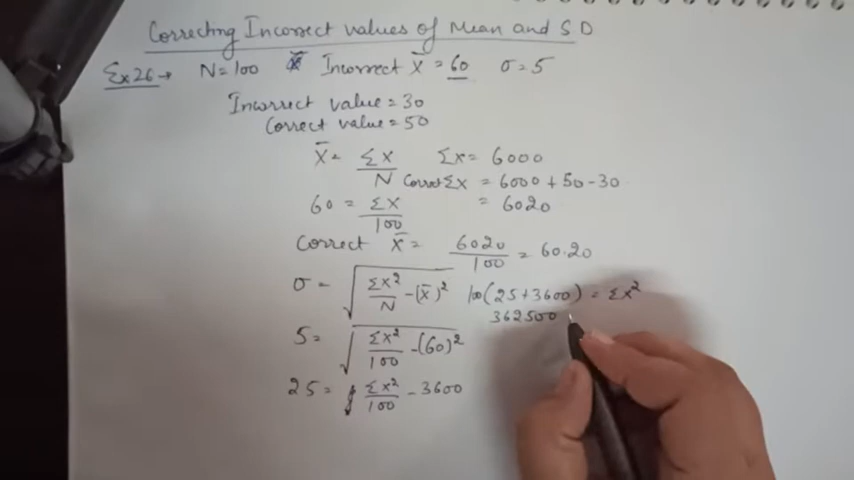 Correcting Incorrect values of Mean and SD
Ex26→ N=100 Incorrect X̄ = 60 σ=5
Incorrect value = 30
Correct value = 50
X̄ = ΣX/N ΣX = 6000
Correct ΣX = 6000 + 50 - 30
60 = ΣX/100 = 6020
Correct X̄ = 6020/100 = 60.20
σ = √(ΣX²/N - (X̄)²) 100(25+3600) = ΣX²
362500
5 = √(ΣX²/100 - (60)²)
25 = ΣX²/100 - 3600